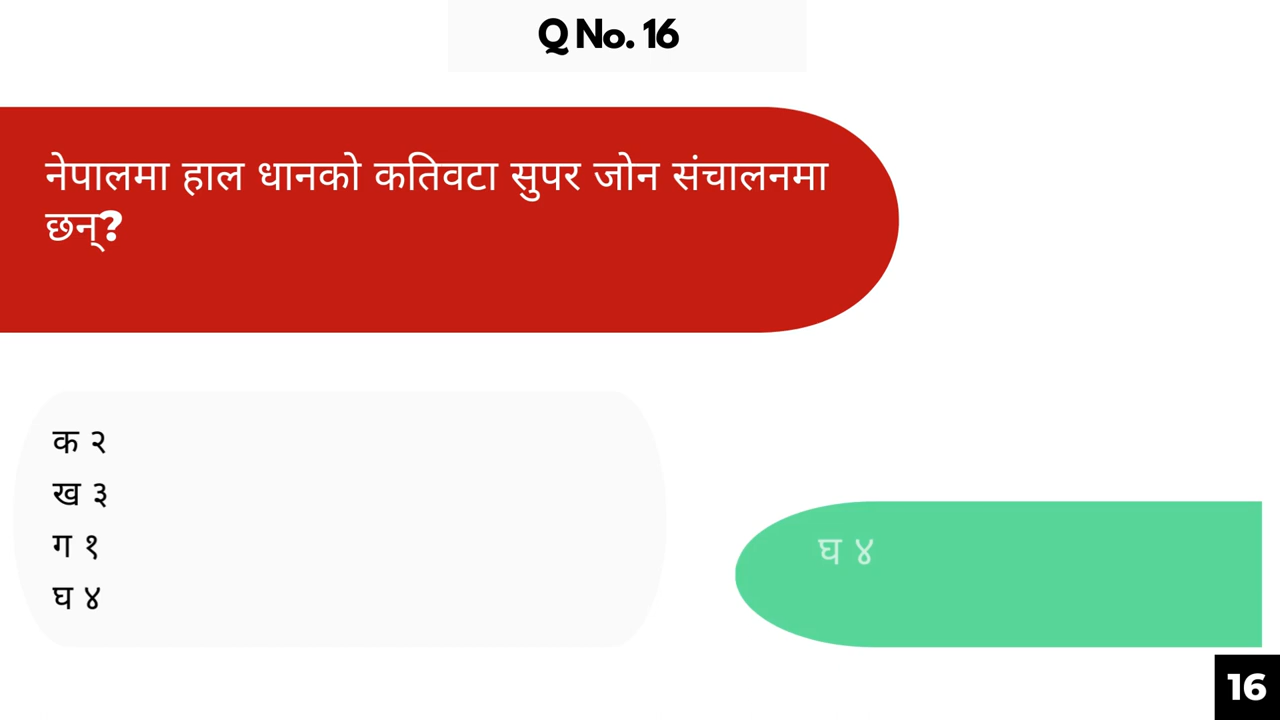 Q No. 16
नेपालमा हाल धानको कतिवटा सुपर जोन संचालनमा
छन्?
क २
ख ३
ग १
घ ४
घ ४
16